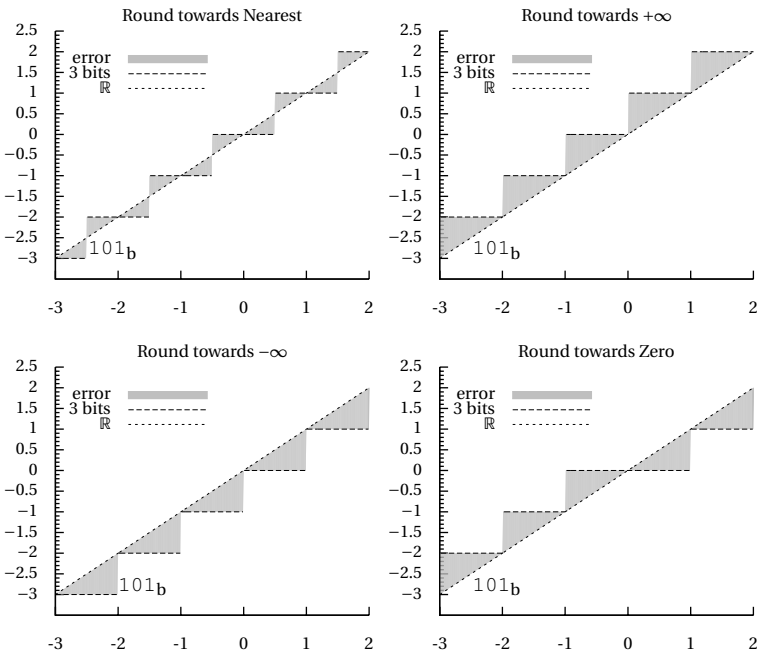 Round towards Nearest
2.5
2
1.5
1
0.5
0
−0.5
−1
−1.5
−2
−2.5
−3
error
3 bits
ℝ
101b
-3 -2 -1 0 1 2
Round towards +∞
2.5
2
1.5
1
0.5
0
−0.5
−1
−1.5
−2
−2.5
−3
error
3 bits
ℝ
101b
-3 -2 -1 0 1 2
Round towards −∞
2.5
2
1.5
1
0.5
0
−0.5
−1
−1.5
−2
−2.5
−3
error
3 bits
ℝ
101b
-3 -2 -1 0 1 2
Round towards Zero
2.5
2
1.5
1
0.5
0
−0.5
−1
−1.5
−2
−2.5
−3
error
3 bits
ℝ
101b
-3 -2 -1 0 1 2